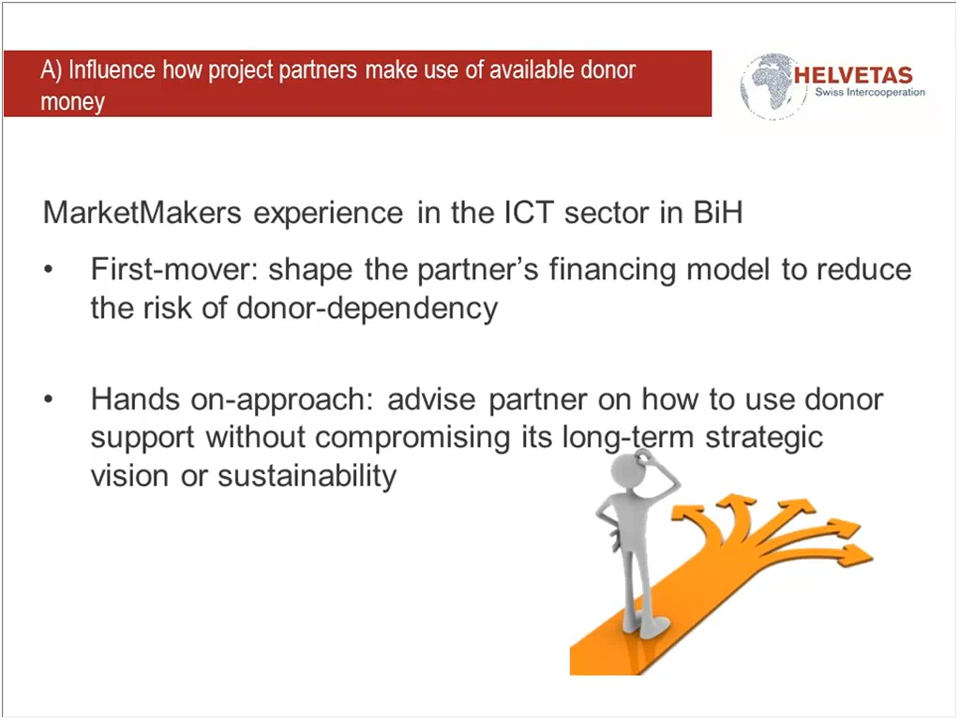 A) Influence how project partners make use of available donor
money
HELVETAS
Swiss Intercooperation
MarketMakers experience in the ICT sector in BiH
• First-mover: shape the partner’s financing model to reduce
the risk of donor-dependency
• Hands on-approach: advise partner on how to use donor
support without compromising its long-term strategic
vision or sustainability